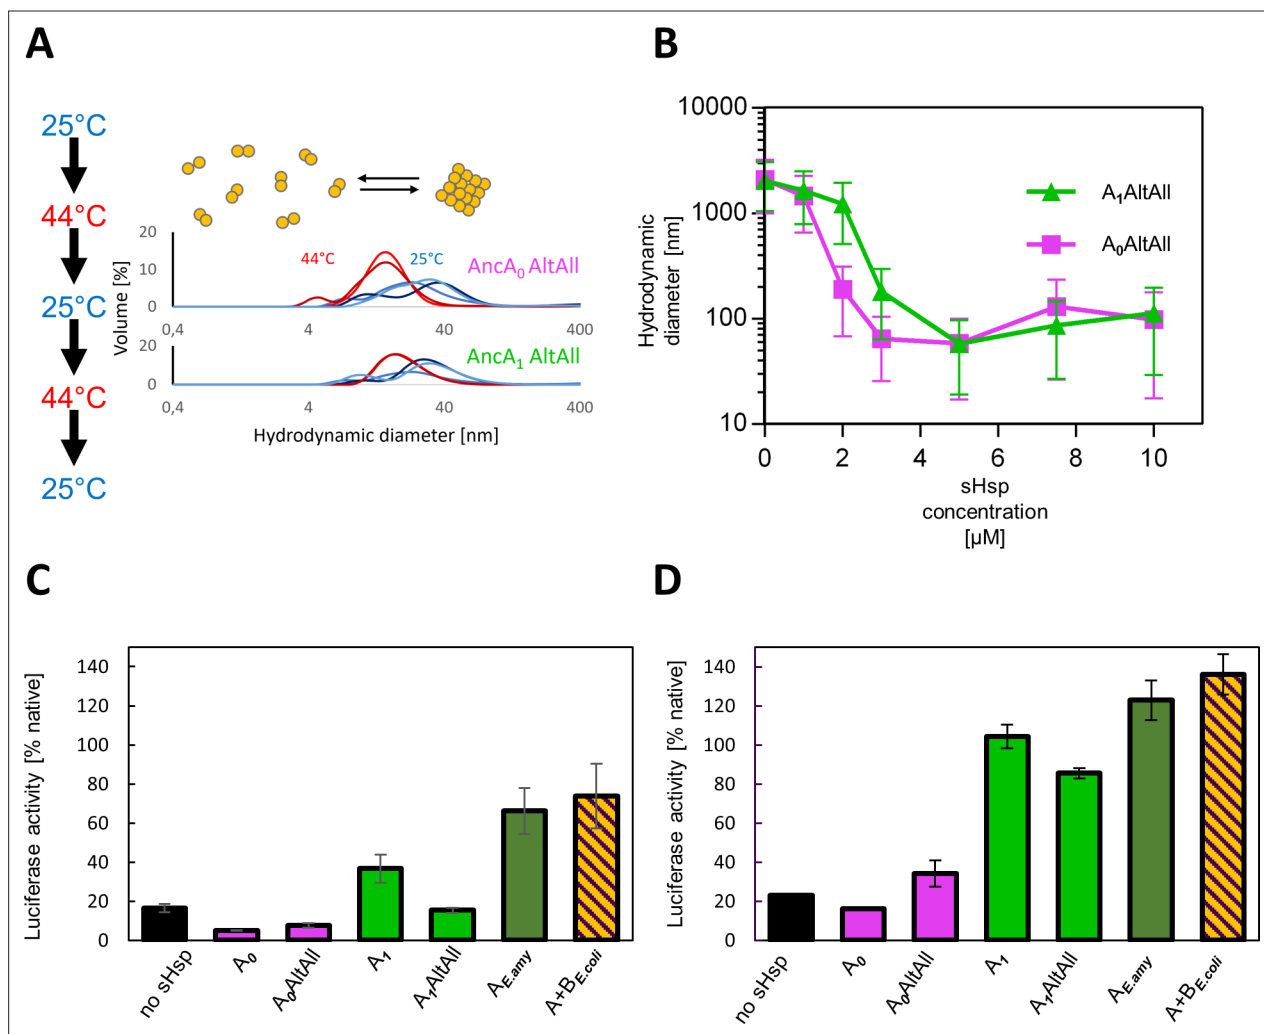 A
25°C
44°C
25°C
44°C
25°C
Volume [%]
20
10
0
44°C
25°C
AncA₀ AltAll
0,4
4
40
400
20
0
AncA₁ AltAll
0,4
4
40
400
Hydrodynamic diameter [nm]
B
Hydrodynamic
diameter [nm]
10000
1000
100
10
A₁AltAll
A₀AltAll
0
2
4
6
8
10
sHsp
concentration
[µM]
C
Luciferase activity [% native]
140
120
100
80
60
40
20
0
no sHsp
A₀
A₀AltAll
A₁
A₁AltAll
A_E.amy
A+B_E.coli
D
Luciferase activity [% native]
140
120
100
80
60
40
20
0
no sHsp
A₀
A₀AltAll
A₁
A₁AltAll
A_E.amy
A+B_E.coli